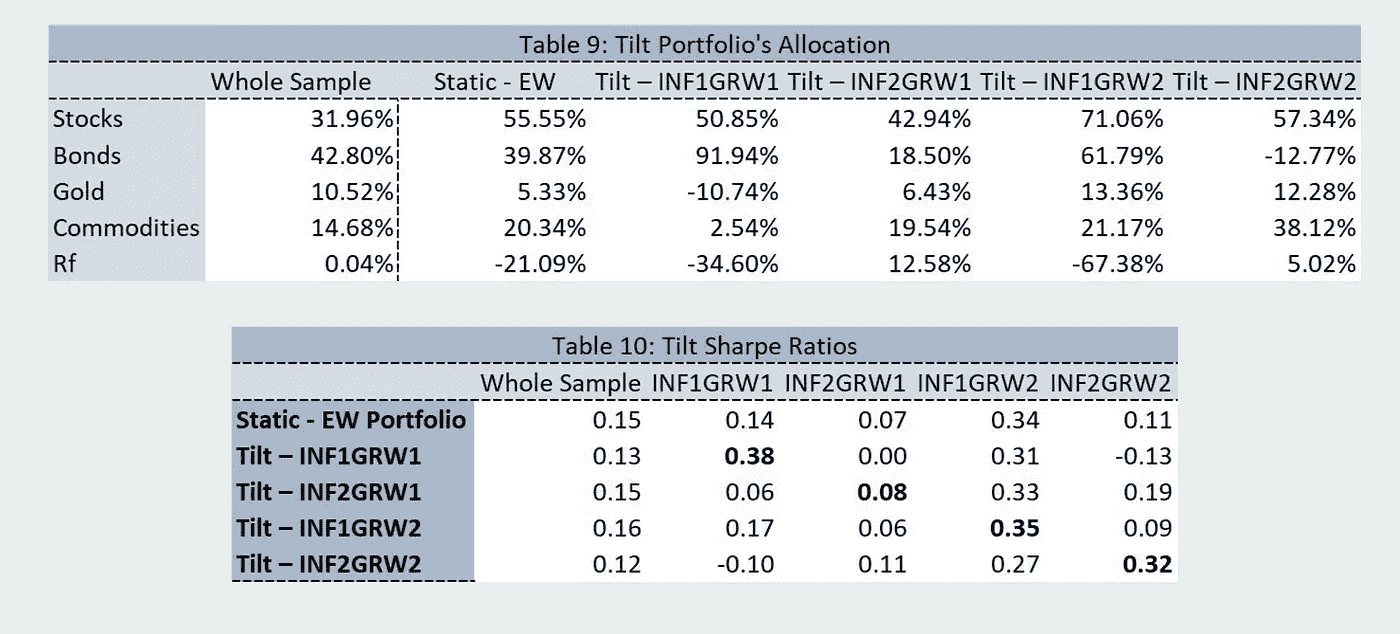 Table 9: Tilt Portfolio's Allocation
Whole Sample Static - EW Tilt – INF1GRW1 Tilt – INF2GRW1 Tilt – INF1GRW2 Tilt – INF2GRW2
Stocks 31.96% 55.55% 50.85% 42.94% 71.06% 57.34%
Bonds 42.80% 39.87% 91.94% 18.50% 61.79% -12.77%
Gold 10.52% 5.33% -10.74% 6.43% 13.36% 12.28%
Commodities 14.68% 20.34% 2.54% 19.54% 21.17% 38.12%
Rf 0.04% -21.09% -34.60% 12.58% -67.38% 5.02%
Table 10: Tilt Sharpe Ratios
Whole Sample INF1GRW1 INF2GRW1 INF1GRW2 INF2GRW2
Static - EW Portfolio 0.15 0.14 0.07 0.34 0.11
Tilt – INF1GRW1 0.13 0.38 0.00 0.31 -0.13
Tilt – INF2GRW1 0.15 0.06 0.08 0.33 0.19
Tilt – INF1GRW2 0.16 0.17 0.06 0.35 0.09
Tilt – INF2GRW2 0.12 -0.10 0.11 0.27 0.32